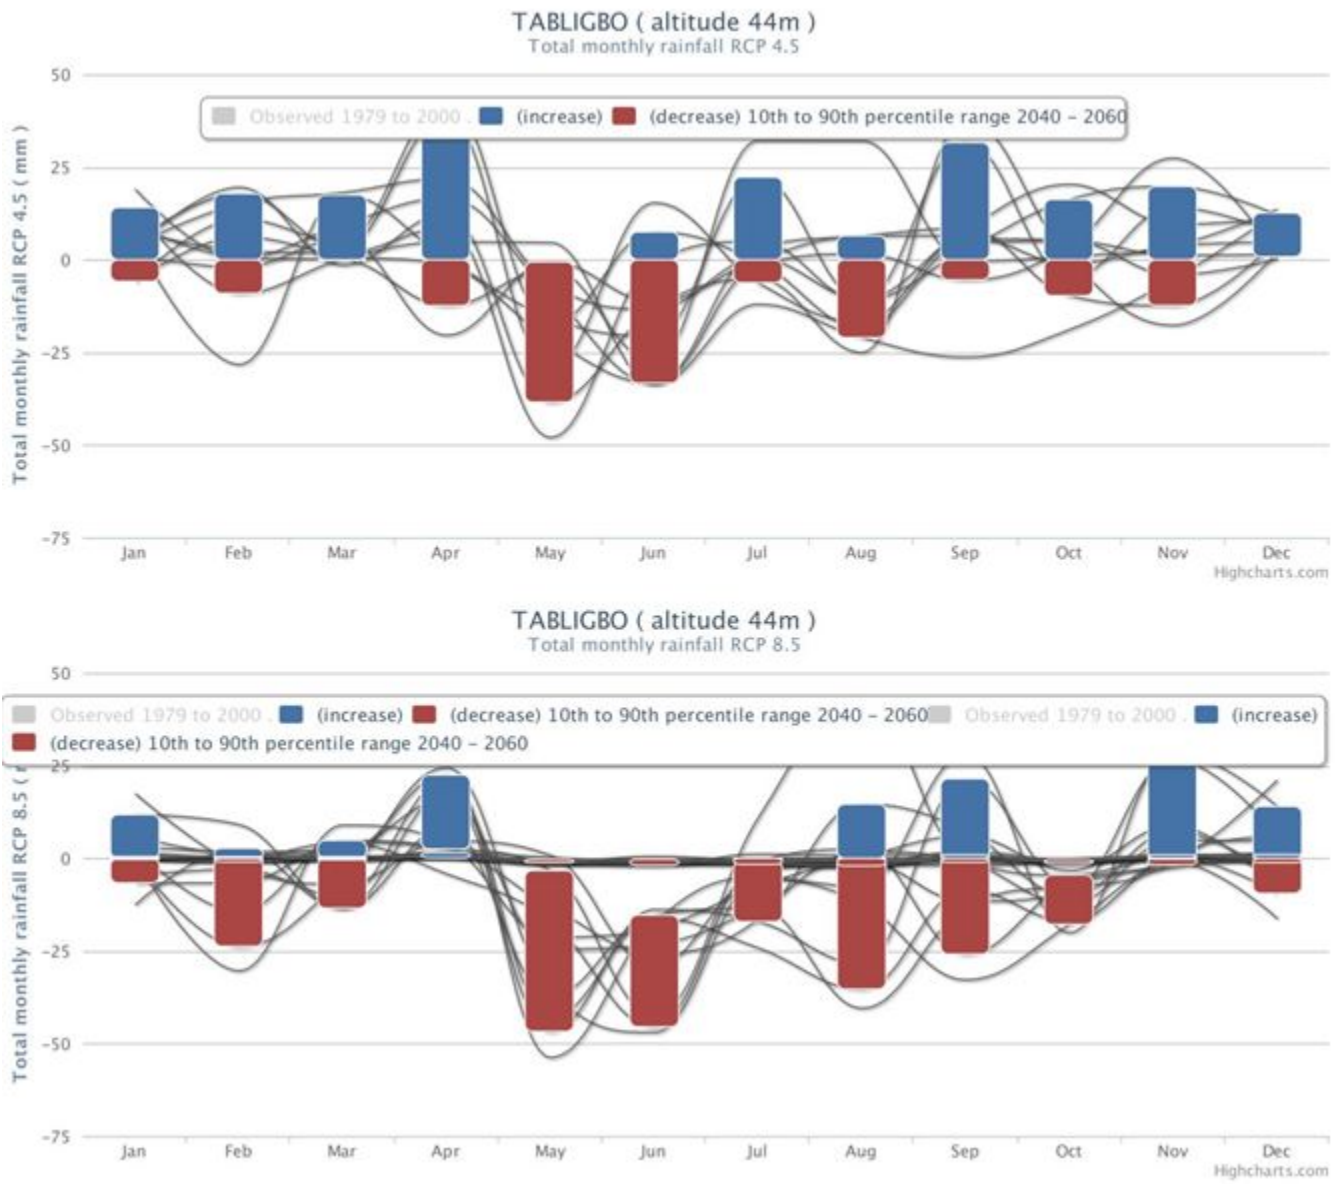 TABLIGBO ( altitude 44m )
Total monthly rainfall RCP 4.5
50
Observed 1979 to 2000 . (increase) (decrease) 10th to 90th percentile range 2040 – 2060
25
0
−25
−50
−75
Total monthly rainfall RCP 4.5 ( mm )
Jan Feb Mar Apr May Jun Jul Aug Sep Oct Nov Dec
Highcharts.com
TABLIGBO ( altitude 44m )
Total monthly rainfall RCP 8.5
50
Observed 1979 to 2000 . (increase) (decrease) 10th to 90th percentile range 2040 – 2060 Observed 1979 to 2000 . (increase)
(decrease) 10th to 90th percentile range 2040 – 2060
25
0
−25
−50
−75
Total monthly rainfall RCP 8.5 (
Jan Feb Mar Apr May Jun Jul Aug Sep Oct Nov Dec
Highcharts.com